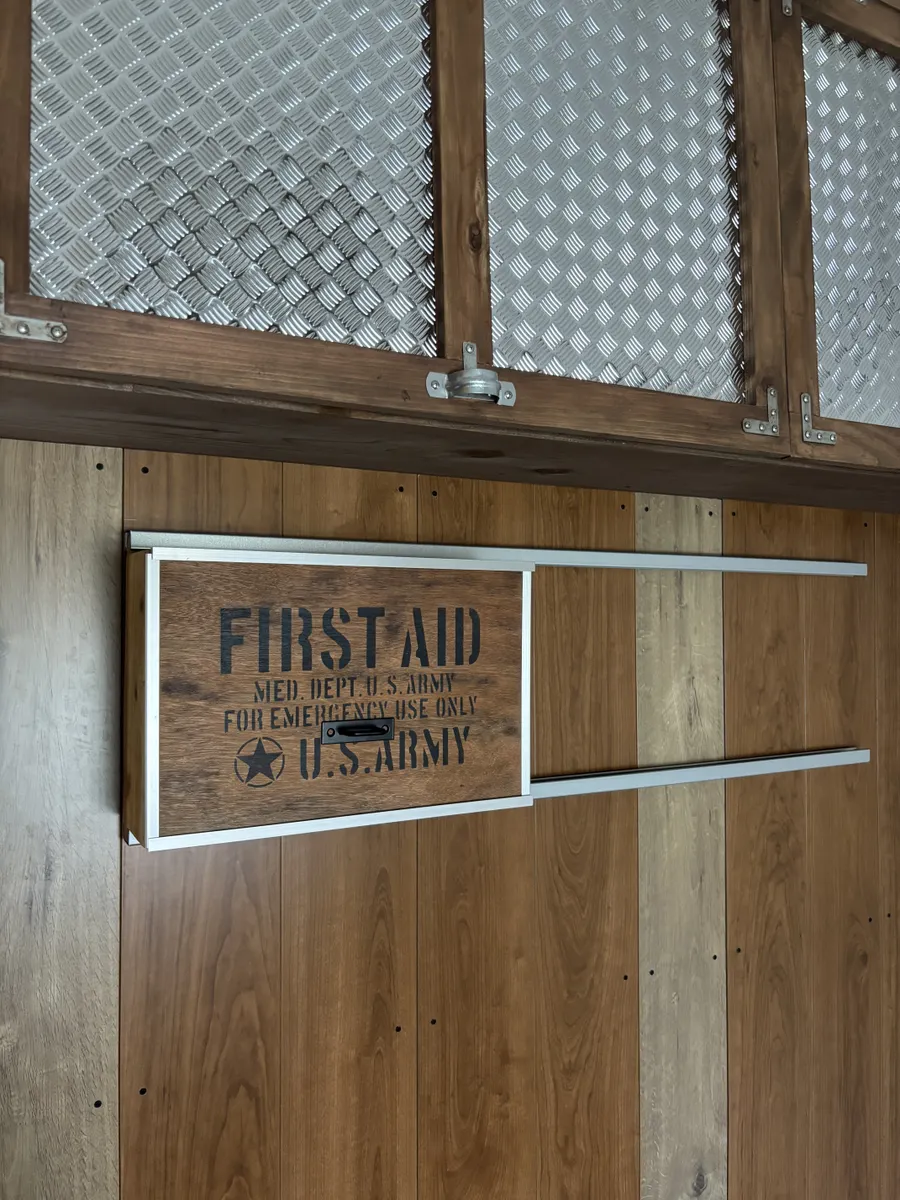 FIRST AID
MED. DEPT. U.S. ARMY
FOR EMERGENCY USE ONLY
U.S.ARMY